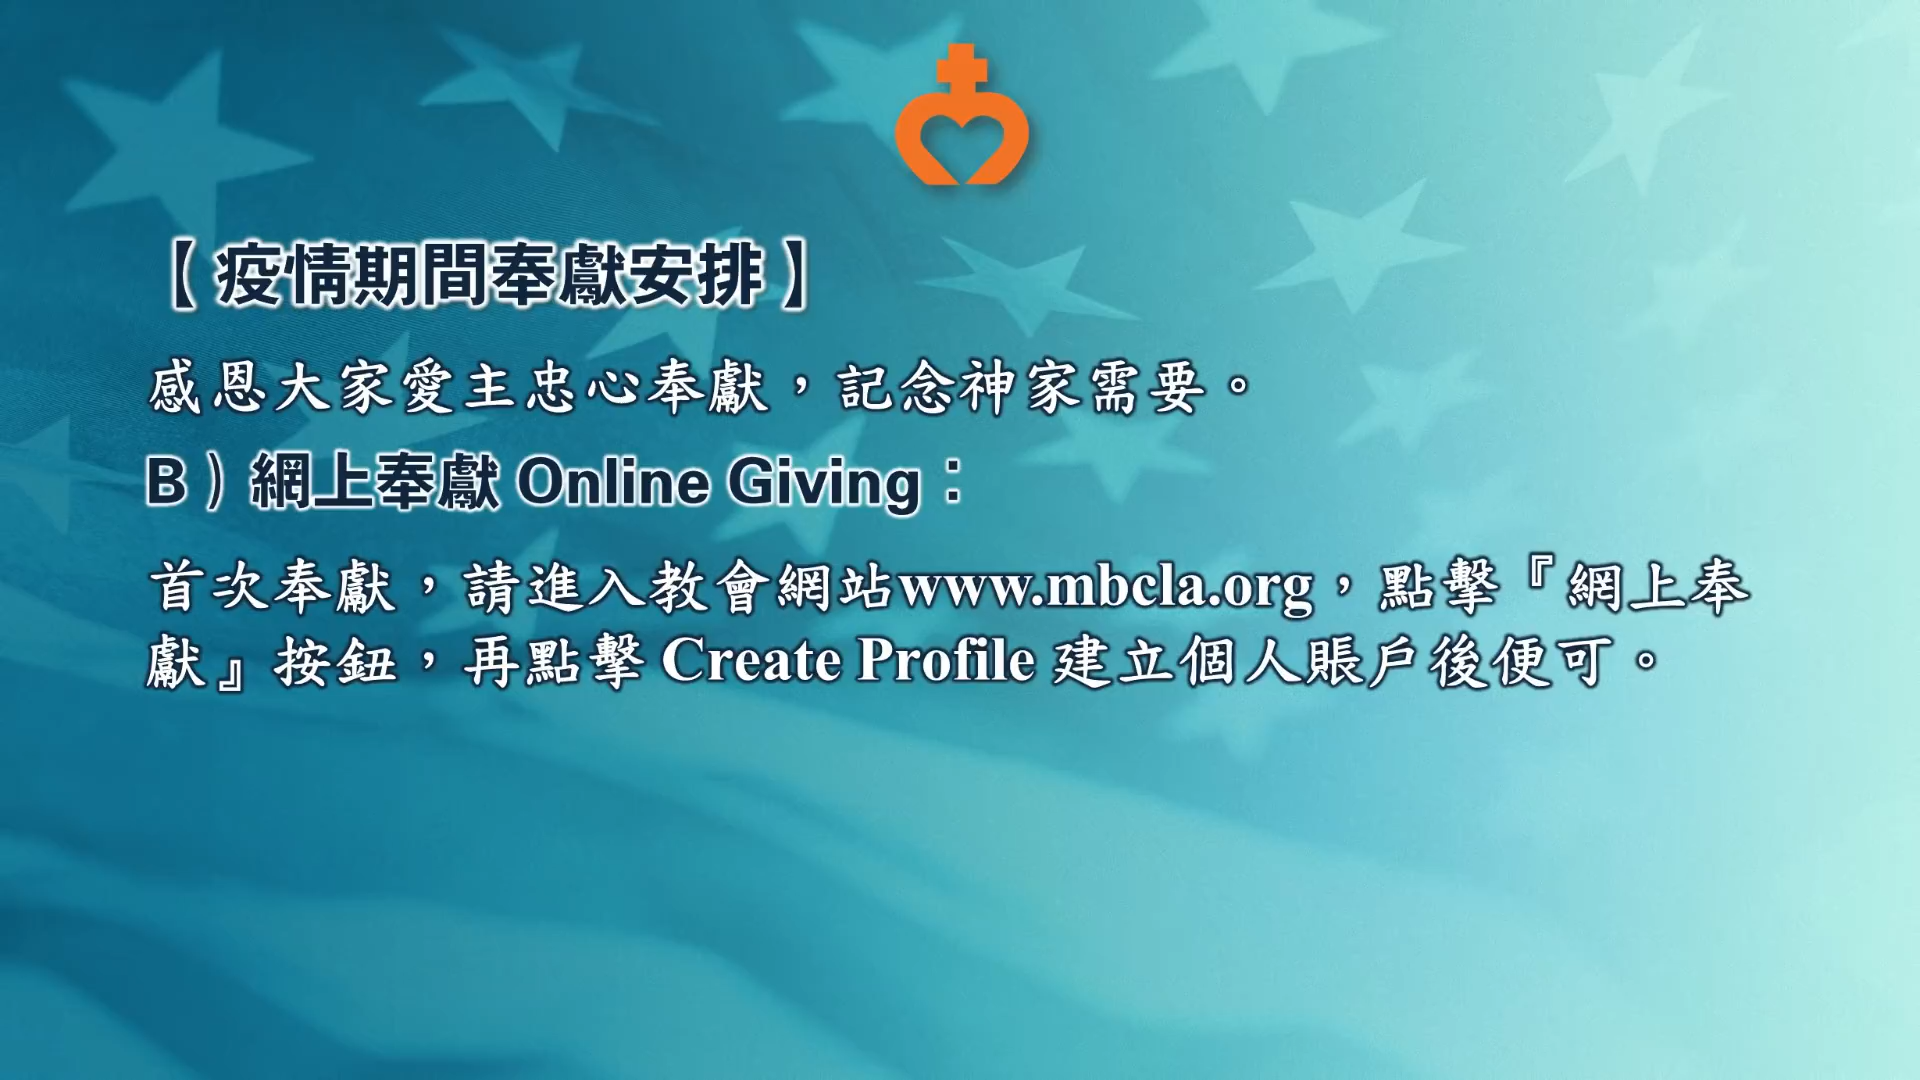 【疫情期間奉獻安排】
感恩大家愛主忠心奉獻，記念神家需要。
B）網上奉獻 Online Giving：
首次奉獻，請進入教會網站www.mbcla.org，點擊『網上奉
獻』按鈕，再點擊 Create Profile 建立個人賬戶後便可。